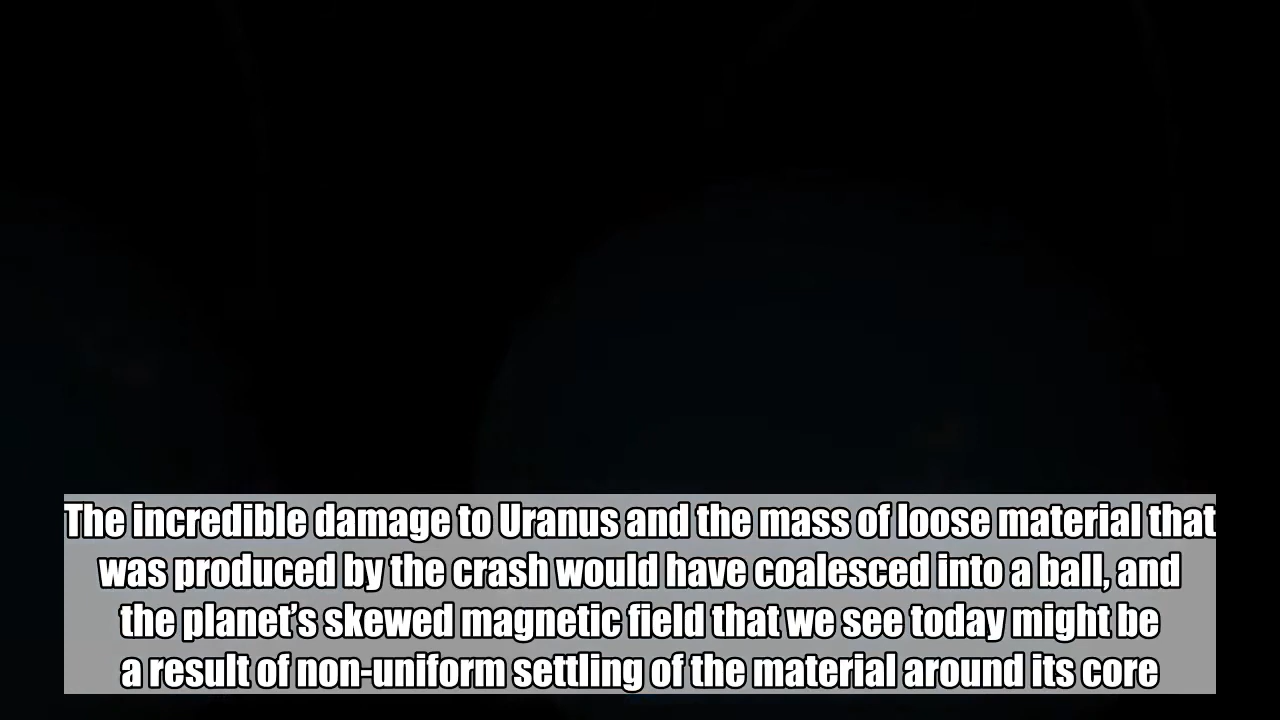 The incredible damage to Uranus and the mass of loose material that
was produced by the crash would have coalesced into a ball, and
the planet’s skewed magnetic field that we see today might be
a result of non-uniform settling of the material around its core